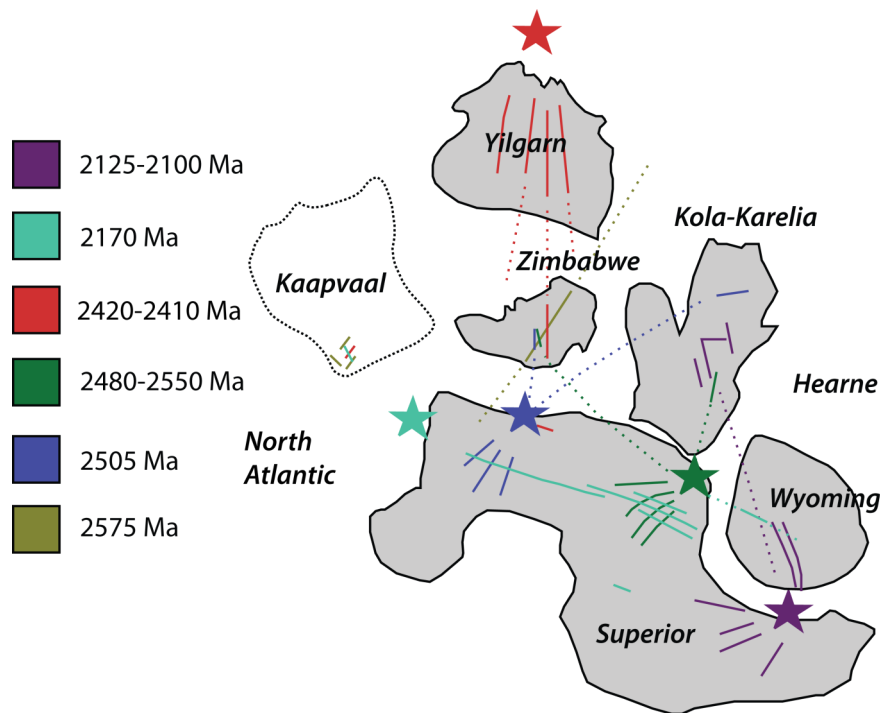 Yilgarn
2125-2100 Ma
Kola-Karelia
2170 Ma
Zimbabwe
Kaapvaal
2420-2410 Ma
2480-2550 Ma
Hearne
North
Atlantic
2505 Ma
Wyoming
2575 Ma
Superior